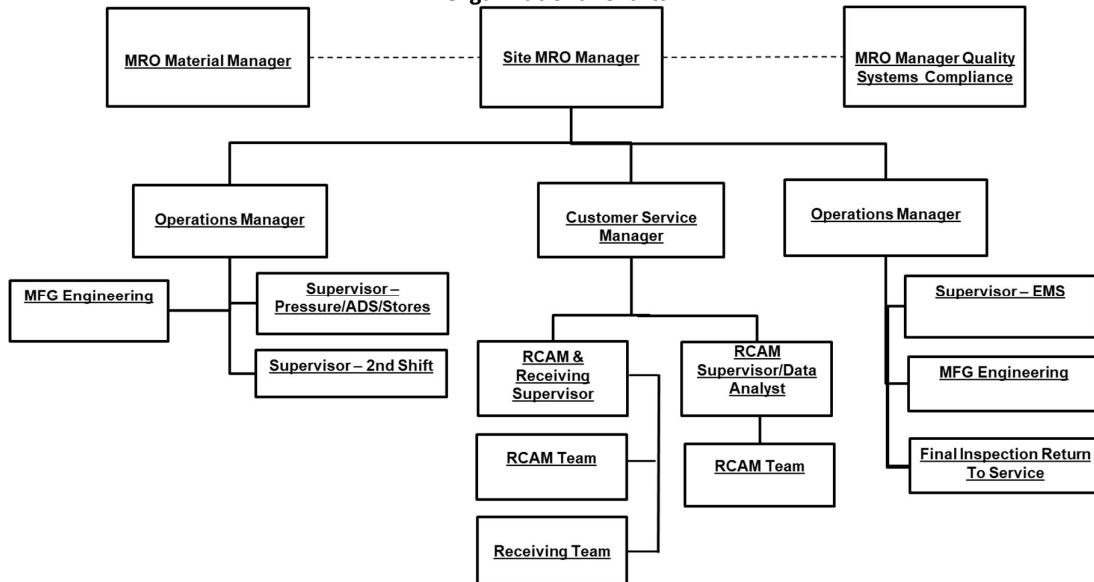 MRO Material Manager
Site MRO Manager
MRO Manager Quality
Systems Compliance
Operations Manager
Customer Service
Manager
Operations Manager
MFG Engineering
Supervisor –
Pressure/ADS/Stores
Supervisor – EMS
Supervisor – 2nd Shift
RCAM &
Receiving
Supervisor
RCAM
Supervisor/Data
Analyst
MFG Engineering
RCAM Team
RCAM Team
Final Inspection Return
To Service
Receiving Team